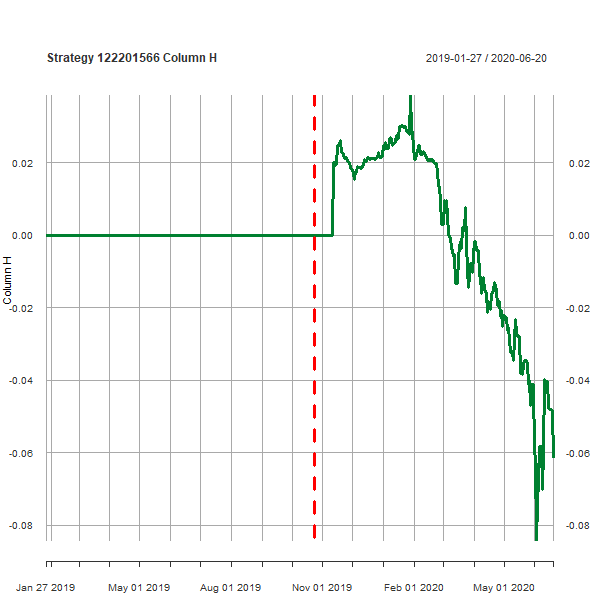 Strategy 122201566 Column H
2019-01-27 / 2020-06-20
0.02
0.00
-0.02
-0.04
-0.06
-0.08
Column H
0.02
0.00
-0.02
-0.04
-0.06
-0.08
Jan 27 2019
May 01 2019
Aug 01 2019
Nov 01 2019
Feb 01 2020
May 01 2020